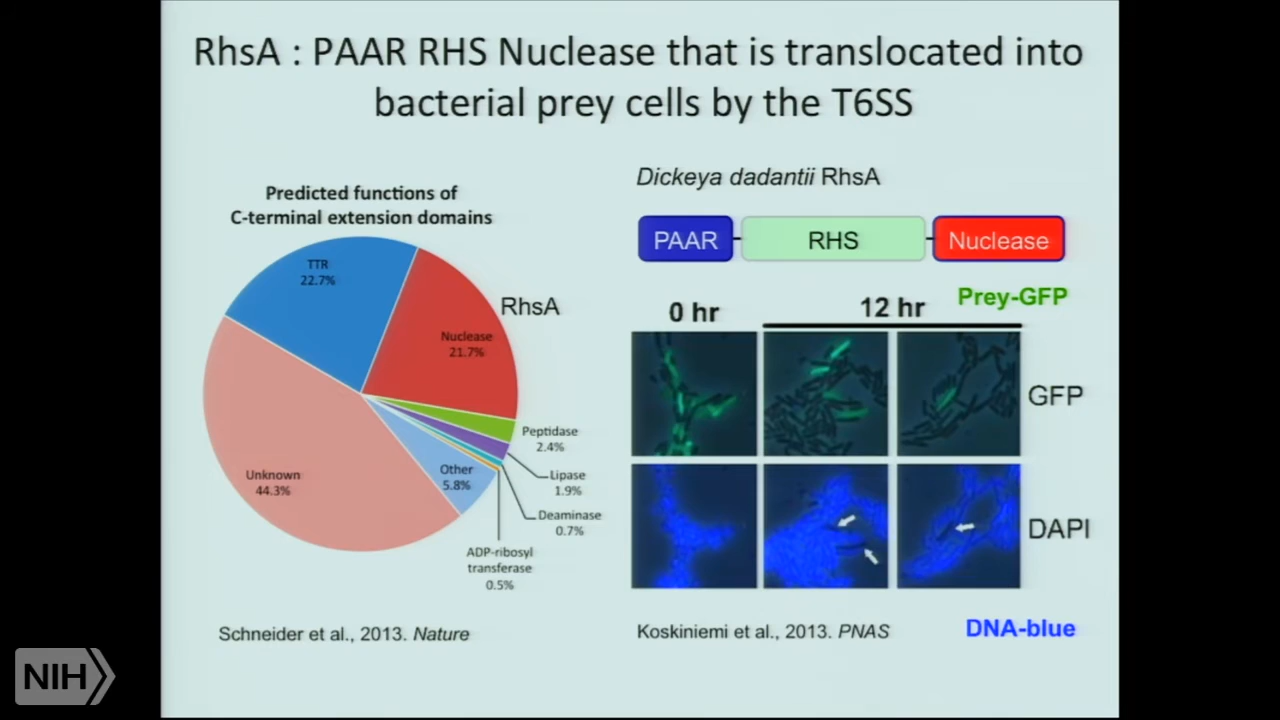 RhsA : PAAR RHS Nuclease that is translocated into
bacterial prey cells by the T6SS
Predicted functions of
C-terminal extension domains
TTR
22.7%
RhsA
Nuclease
21.7%
Peptidase
2.4%
Lipase
1.9%
Deaminase
0.7%
ADP-ribosyl
transferase
0.5%
Other
5.8%
Unknown
44.3%
Schneider et al., 2013. Nature
Dickeya dadantii RhsA
PAAR RHS Nuclease
Prey-GFP
0 hr 12 hr
GFP
DAPI
Koskiniemi et al., 2013. PNAS
DNA-blue
NIH